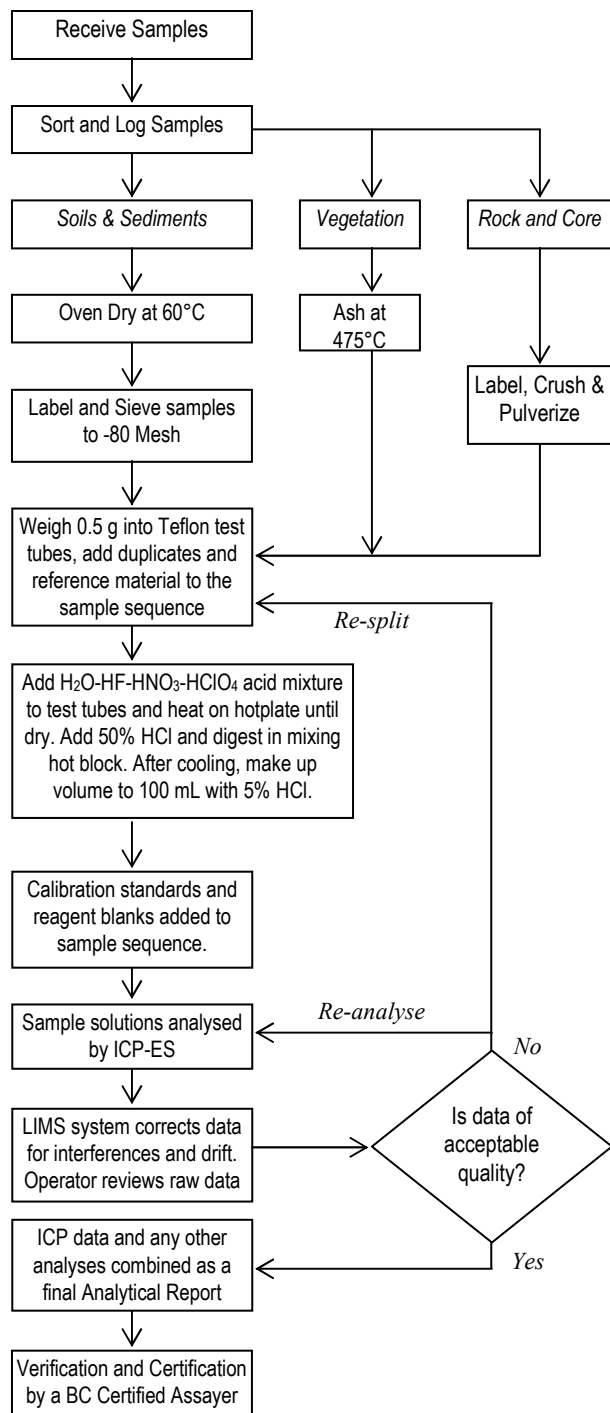 Receive Samples
Sort and Log Samples
Soils & Sediments
Vegetation
Rock and Core
Oven Dry at 60°C
Ash at
475°C
Label, Crush &
Pulverize
Label and Sieve samples
to -80 Mesh
Weigh 0.5 g into Teflon test
tubes, add duplicates and
reference material to the
sample sequence
Re-split
Add H₂O-HF-HNO₃-HClO₄ acid mixture
to test tubes and heat on hotplate until
dry. Add 50% HCl and digest in mixing
hot block. After cooling, make up
volume to 100 mL with 5% HCl.
Calibration standards and
reagent blanks added to
sample sequence.
Sample solutions analysed
by ICP-ES
Re-analyse
No
LIMS system corrects data
for interferences and drift.
Operator reviews raw data
Is data of
acceptable
quality?
Yes
ICP data and any other
analyses combined as a
final Analytical Report
Verification and Certification
by a BC Certified Assayer